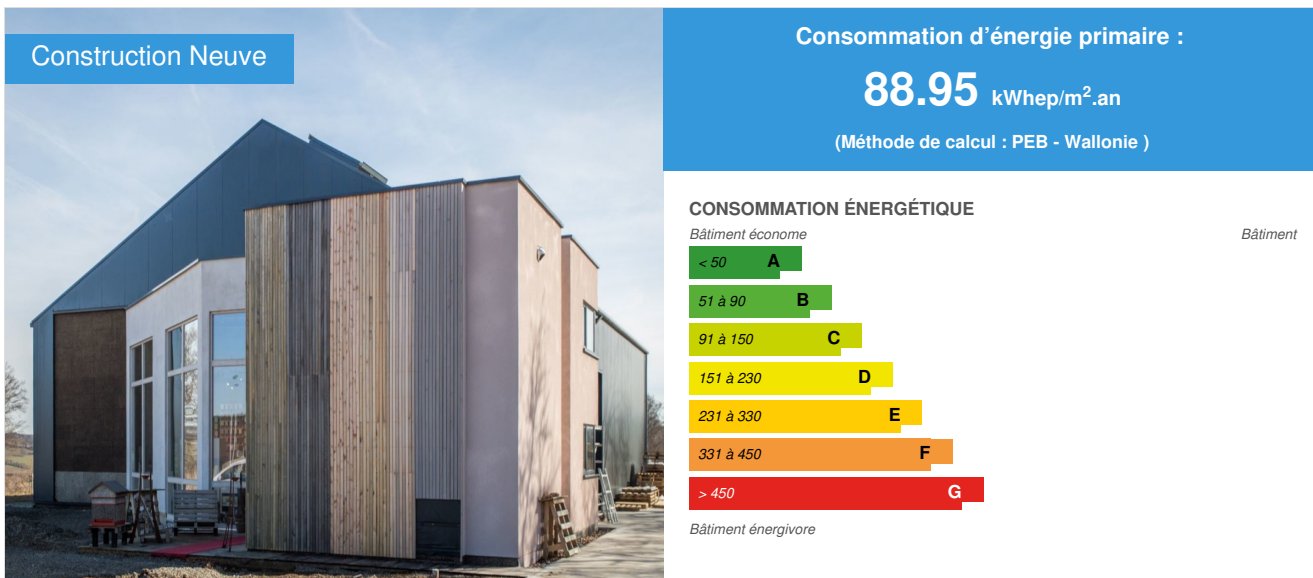 Construction Neuve
Consommation d'énergie primaire :
88.95 kWhep/m².an
(Méthode de calcul : PEB - Wallonie )
CONSOMMATION ÉNERGÉTIQUE
Bâtiment économe Bâtiment
< 50 A
51 à 90 B
91 à 150 C
151 à 230 D
231 à 330 E
331 à 450 F
> 450 G
Bâtiment énergivore